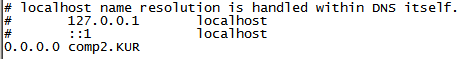 # localhost name resolution is handled within DNS itself.
#	127.0.0.1	localhost
#	::1	localhost
0.0.0.0 comp2.KUR